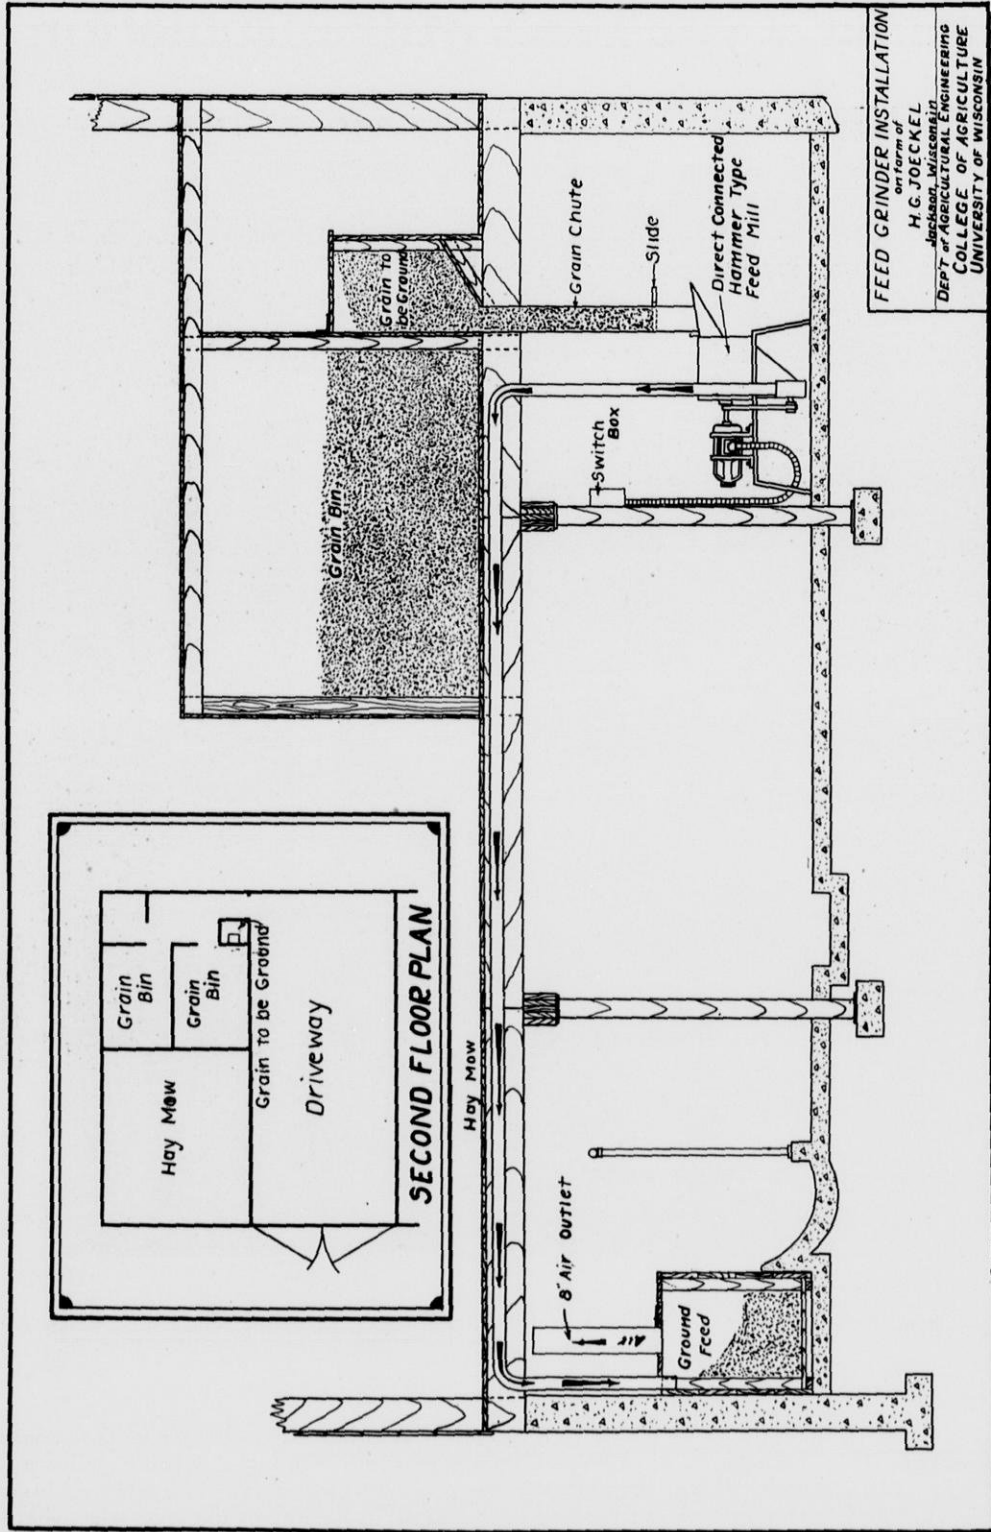 Grain Bin
Grain Bin
Hay Mow
Grain to be Ground
Driveway
SECOND FLOOR PLAN
Hay Mow
Grain Bin
Grain to
be Ground
Grain Chute
Slide
Switch
Box
Direct Connected
Hammer Type
Feed Mill
8" Air Outlet
Air
Ground
Feed
FEED GRINDER INSTALLATION
on farm of
H. G. JOECKEL
Jackson, Wisconsin
DEP'T of AGRICULTURAL ENGINEERING
COLLEGE OF AGRICULTURE
UNIVERSITY OF WISCONSIN